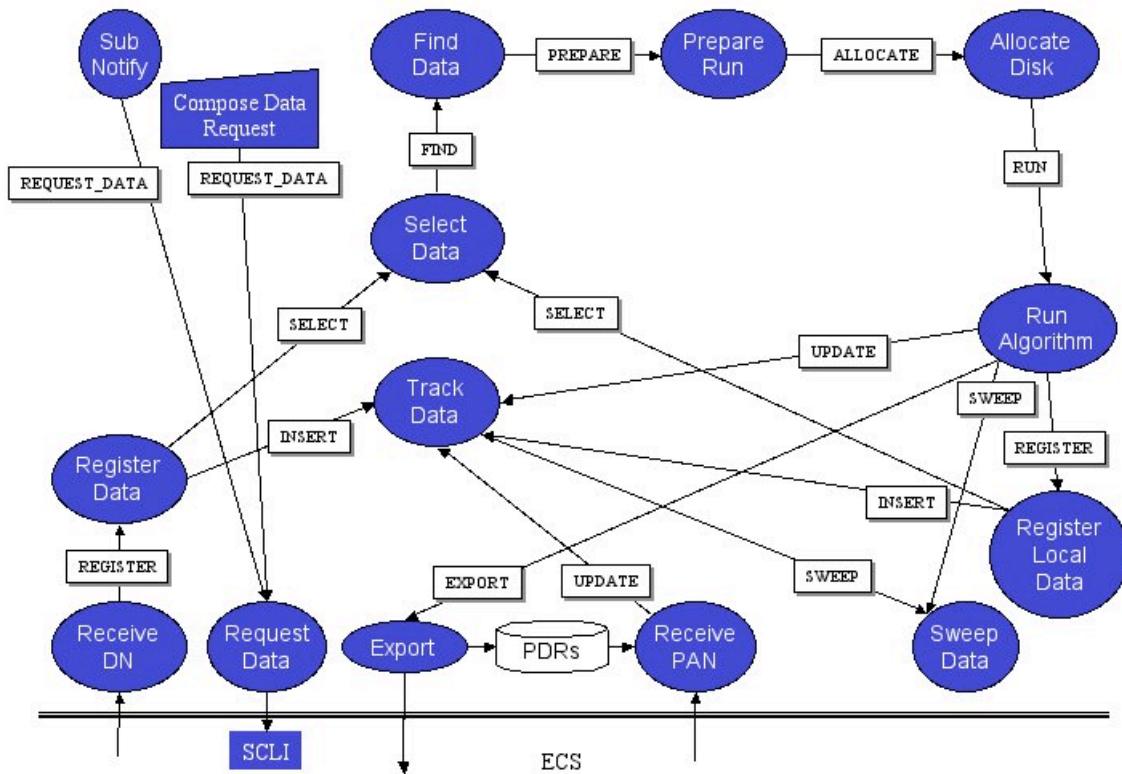 Sub
Notify
Find
Data
PREPARE
Prepare
Run
ALLOCATE
Allocate
Disk
Compose Data
Request
FIND
RUN
REQUEST_DATA
REQUEST_DATA
Select
Data
SELECT
SELECT
Run
Algorithm
UPDATE
Track
Data
SWEEP
INSERT
REGISTER
Register
Data
INSERT
Register
Local
Data
REGISTER
EXPORT
UPDATE
SWEEP
Receive
DN
Request
Data
Export
PDRs
Receive
PAN
Sweep
Data
SCLI
ECS